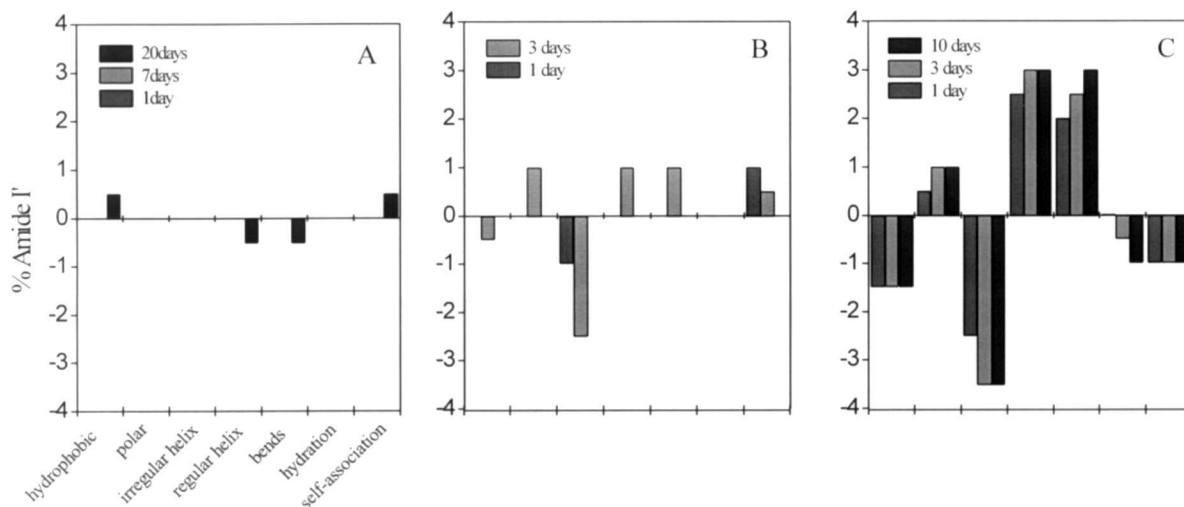 % Amide I'
4
3
2
1
0
-1
-2
-3
-4
20days
7days
1day
A
hydrophobic
polar
irregular helix
regular helix
bends
hydration
self-association
4
3
2
1
0
-1
-2
-3
-4
3 days
1 day
B
4
3
2
1
0
-1
-2
-3
-4
10 days
3 days
1 day
C